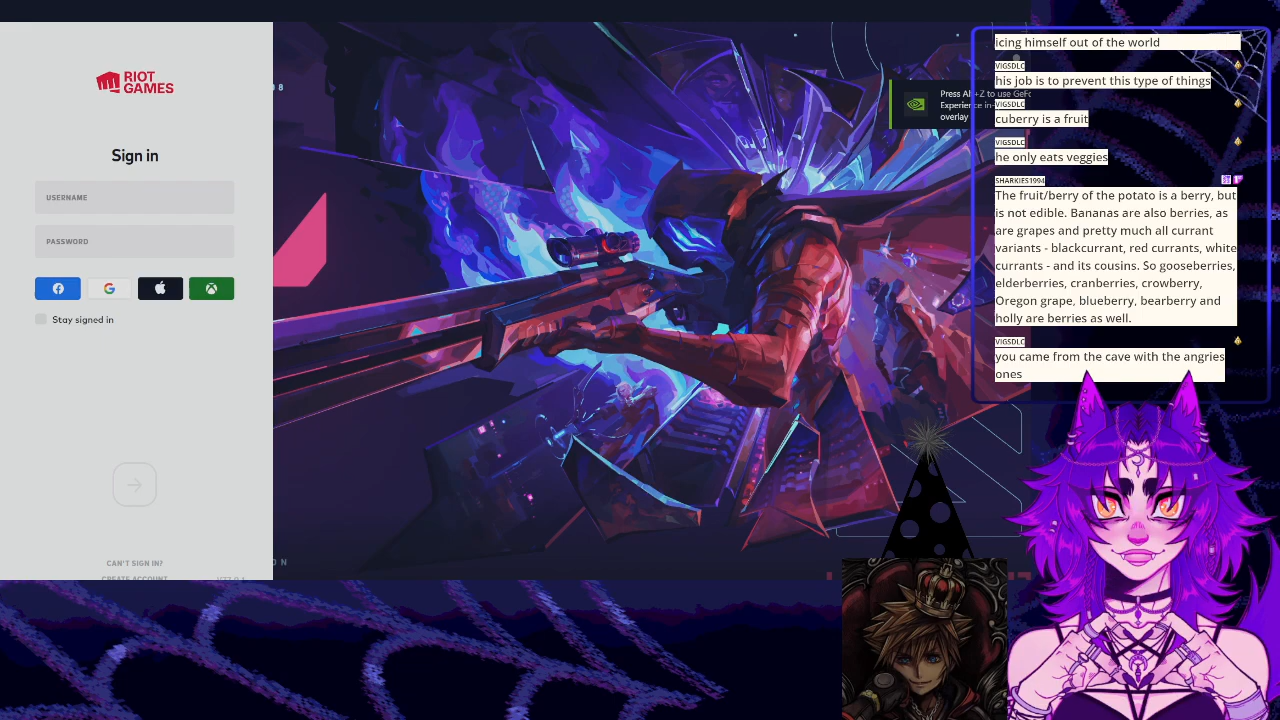 RIOT
GAMES
Sign in
USERNAME
PASSWORD
Stay signed in
CAN'T SIGN IN?
CREATE ACCOUNT
8
Press Al +Z to use GeFo
Experience in-
overlay
icing himself out of the world
VIGSDLC
his job is to prevent this type of things
VIGSDLC
cuberry is a fruit
VIGSDLC
he only eats veggies
SHARKIES1994
The fruit/berry of the potato is a berry, but
is not edible. Bananas are also berries, as
are grapes and pretty much all currant
variants - blackcurrant, red currants, white
currants - and its cousins. So gooseberries,
elderberries, cranberries, crowberry,
Oregon grape, blueberry, bearberry and
holly are berries as well.
VIGSDLC
you came from the cave with the angries
ones